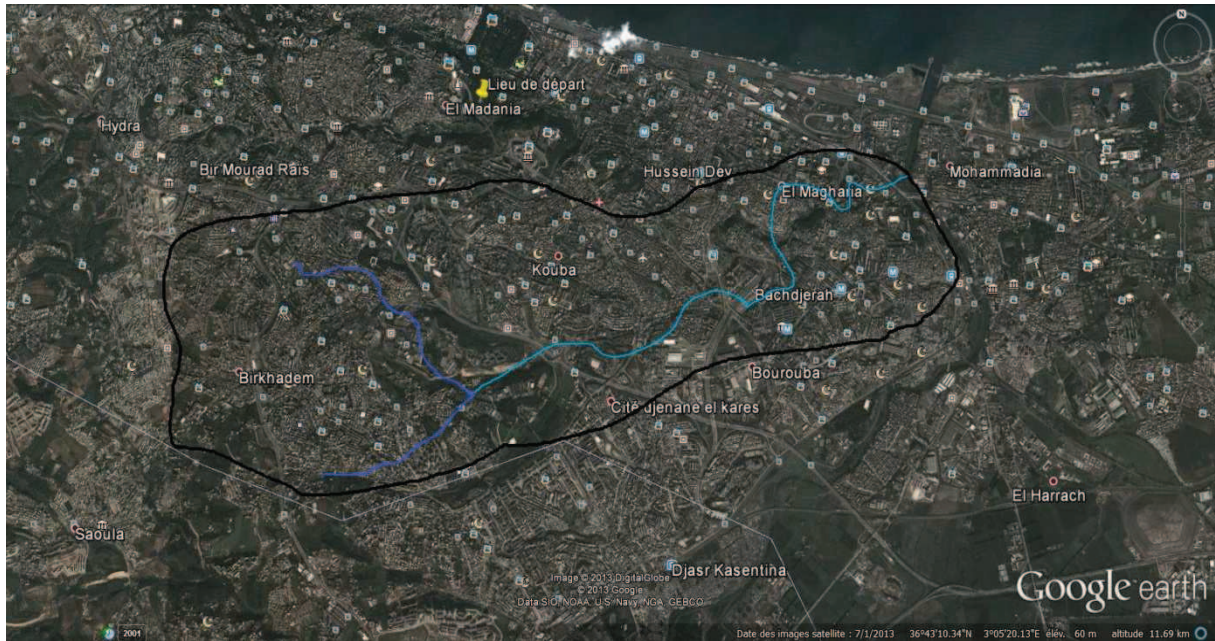 N
Lieu de départ
El Madania
Hydra
Bir Mourad Raïs
Hussein Dey
Mohammadia
El Magharia
Kouba
Bachdjerah
Birkhadem
Bourouba
Cité djenane el kares
El Harrach
Saoula
Djasr Kasentina
Image © 2013 DigitalGlobe
© 2013 Google
Data SIO, NOAA, U.S. Navy, NGA, GEBCO
Google earth
2001
Date des images satellite : 7/1/2013 36°43'10.34"N 3°05'20.13"E élév. 60 m altitude 11.69 km